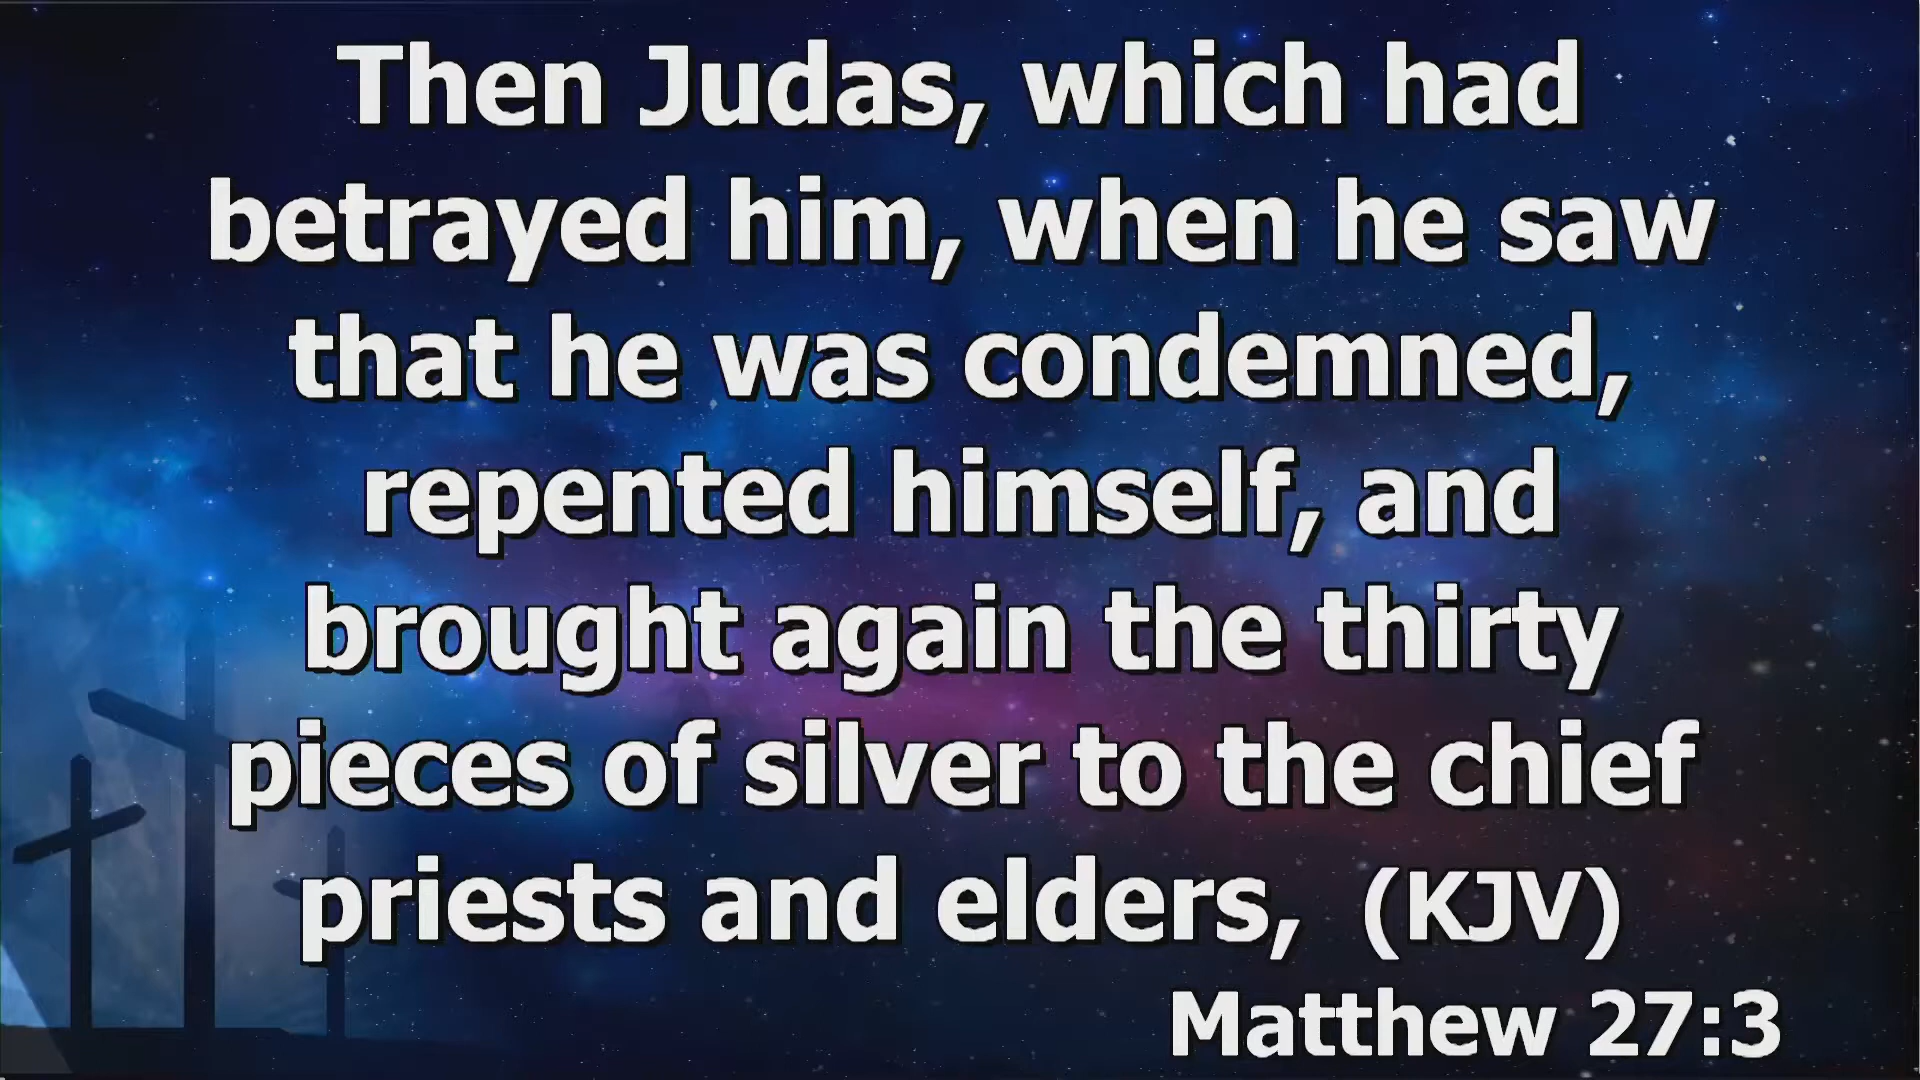 Then Judas, which had
betrayed him, when he saw
that he was condemned,
repented himself, and
brought again the thirty
pieces of silver to the chief
priests and elders, (KJV)
Matthew 27:3